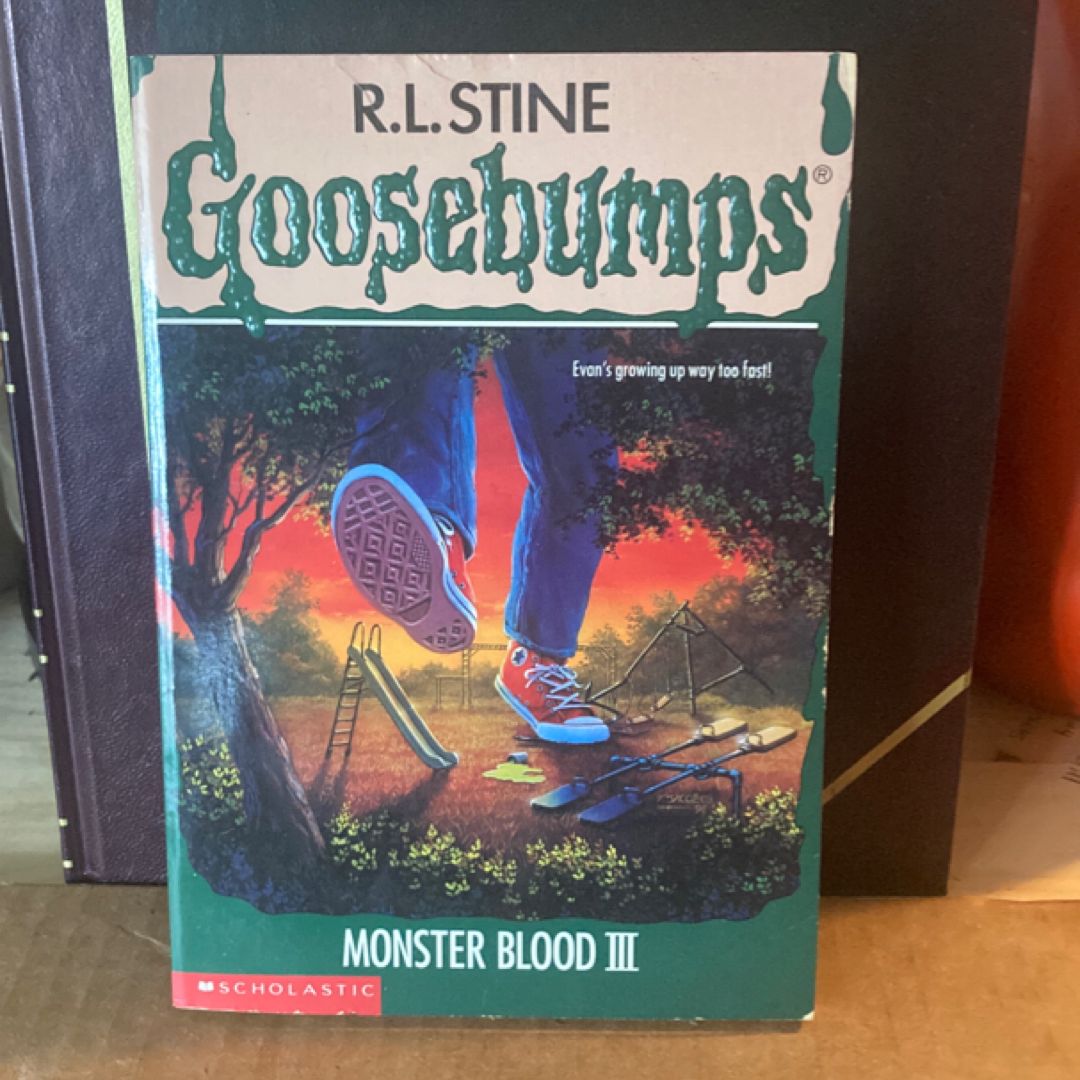 R.L. STINE
Goosebumps®
Evan's growing up way too fast!
MONSTER BLOOD III
SCHOLASTIC